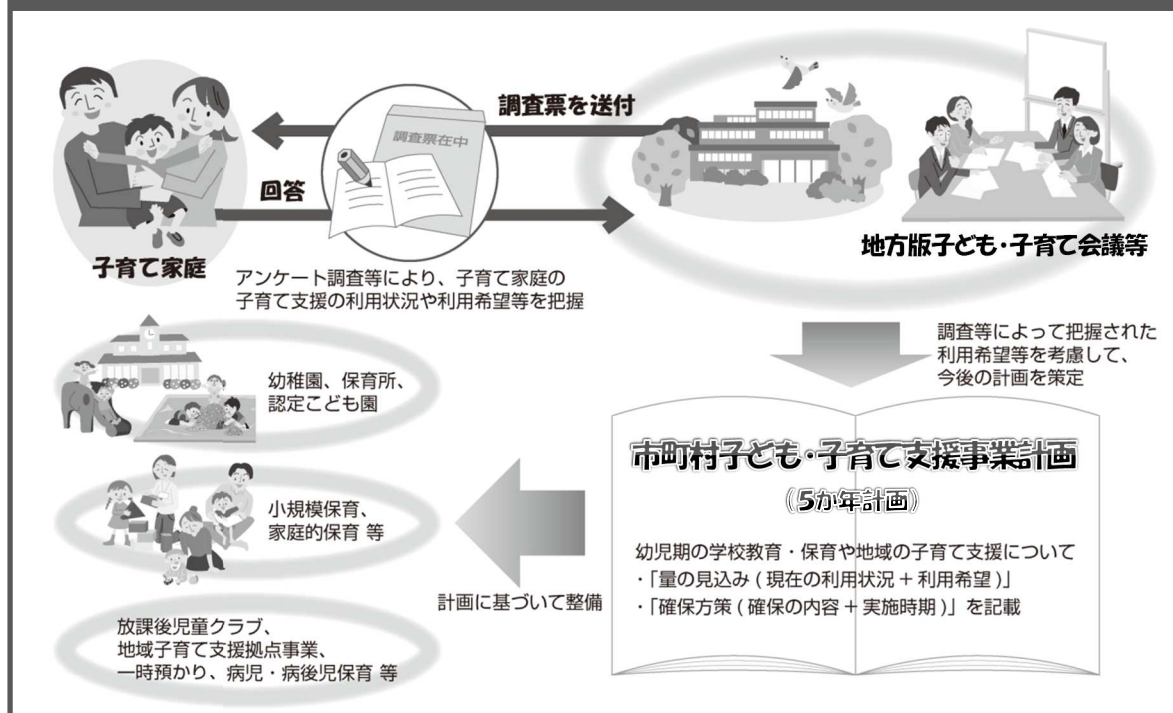 調査票を送付
調査票在中
回答
子育て家庭
地方版子ども・子育て会議等
アンケート調査等により、子育て家庭の
子育て支援の利用状況や利用希望等を把握
調査等によって把握された
利用希望等を考慮して、
今後の計画を策定
幼稚園、保育所、
認定こども園
小規模保育、
家庭的保育 等
計画に基づいて整備
放課後児童クラブ、
地域子育て支援拠点事業、
一時預かり、病児・病後児保育 等
市町村子ども・子育て支援事業計画
(5か年計画)
幼児期の学校教育・保育や地域の子育て支援について
・「量の見込み ( 現在の利用状況 + 利用希望 )」
・「確保方策 ( 確保の内容 + 実施時期 )」を記載